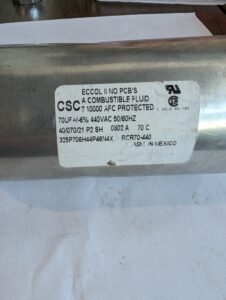 ECCOL II NO PCB'S
CSC A COMBUSTIBLE FLUID
T 10000 AFC PROTECTED
70UF +/-6% 440VAC 50/60HZ
40/070/21 P2 SH 0802 A 70 C
325P706H44P46N4X RCR70-440
IN MEXICO